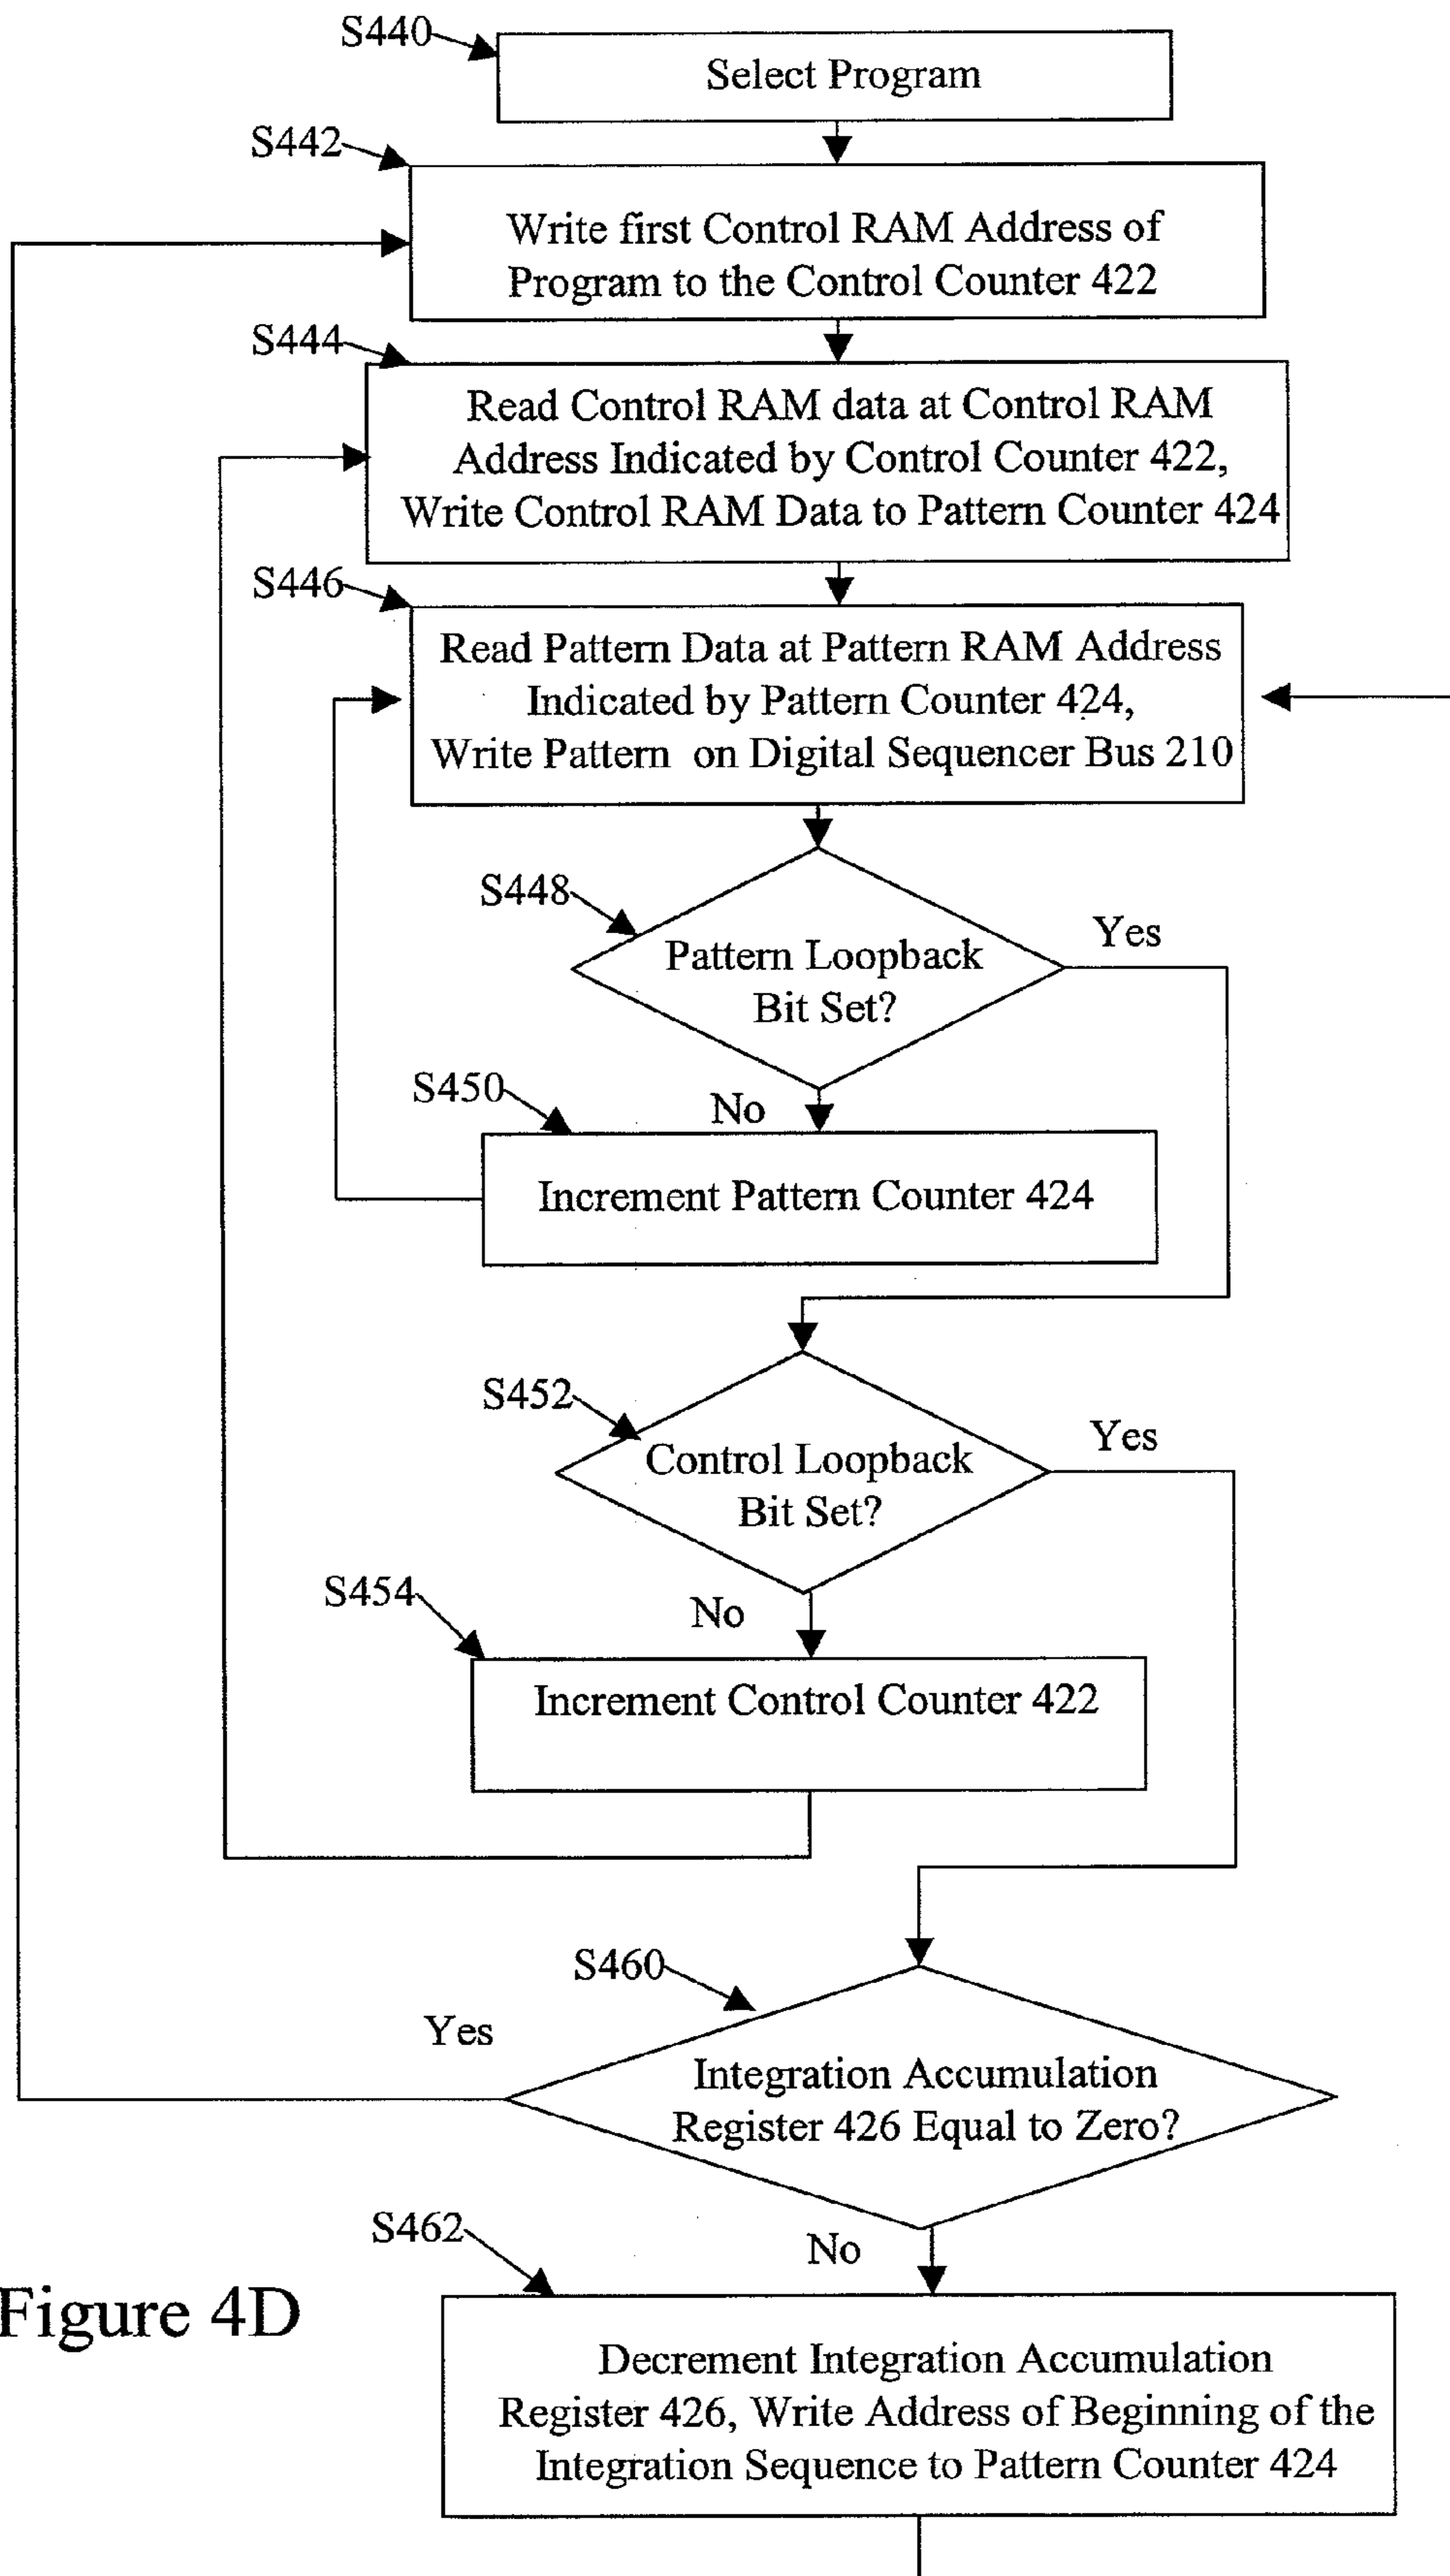 S440
Select Program
S442
Write first Control RAM Address of
Program to the Control Counter 422
S444
Read Control RAM data at Control RAM
Address Indicated by Control Counter 422,
Write Control RAM Data to Pattern Counter 424
S446
Read Pattern Data at Pattern RAM Address
Indicated by Pattern Counter 424,
Write Pattern on Digital Sequencer Bus 210
S448
Yes
Pattern Loopback
Bit Set?
S450
No
Increment Pattern Counter 424
S452
Yes
Control Loopback
Bit Set?
S454
No
Increment Control Counter 422
S460
Yes
Integration Accumulation
Register 426 Equal to Zero?
S462
No
Figure 4D
Decrement Integration Accumulation
Register 426, Write Address of Beginning of the
Integration Sequence to Pattern Counter 424